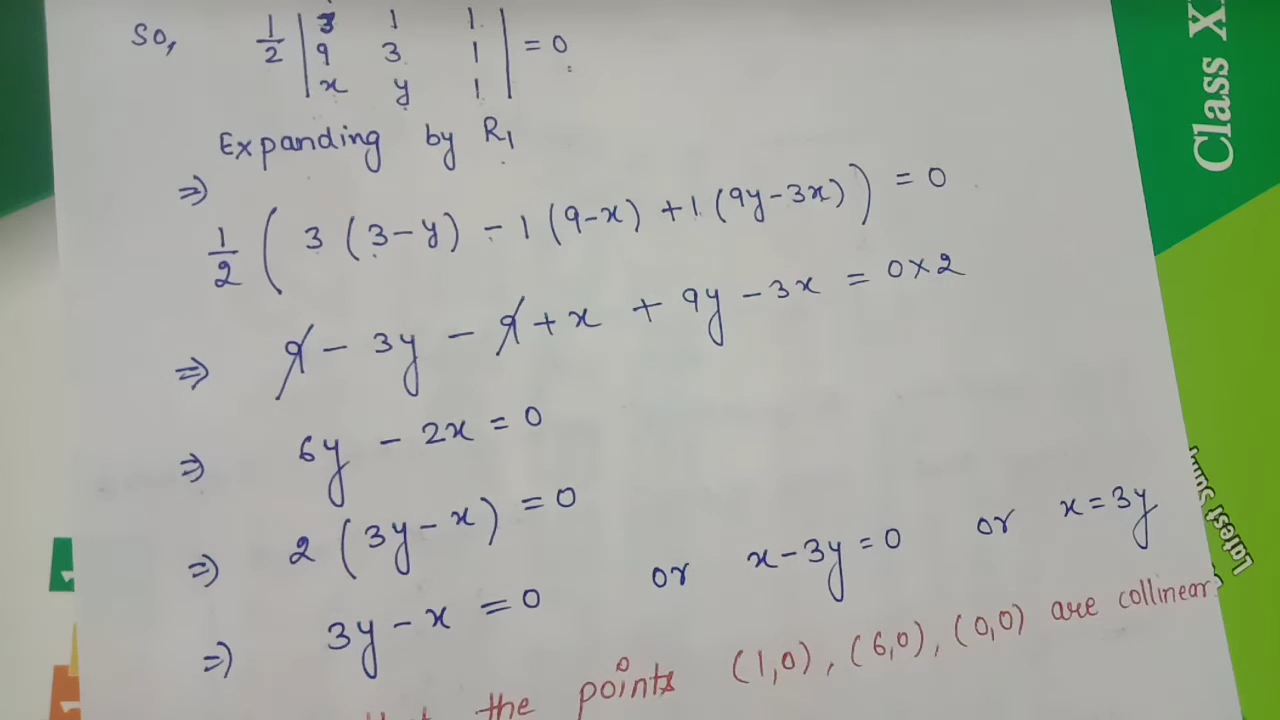 So, 1/2 | 3 1 1 |
| 9 3 1 | = 0
| x y 1 |
Expanding by R₁
⇒
1/2 ( 3 (3-y) - 1 (9-x) + 1 (9y-3x) ) = 0
⇒ 9 - 3y - 9 + x + 9y - 3x = 0×2
⇒ 6y - 2x = 0
⇒ 2 (3y - x) = 0
⇒ 3y - x = 0 or x - 3y = 0 or x = 3y
the points (1,0), (6,0), (0,0) are collinear.
Class X
Latest